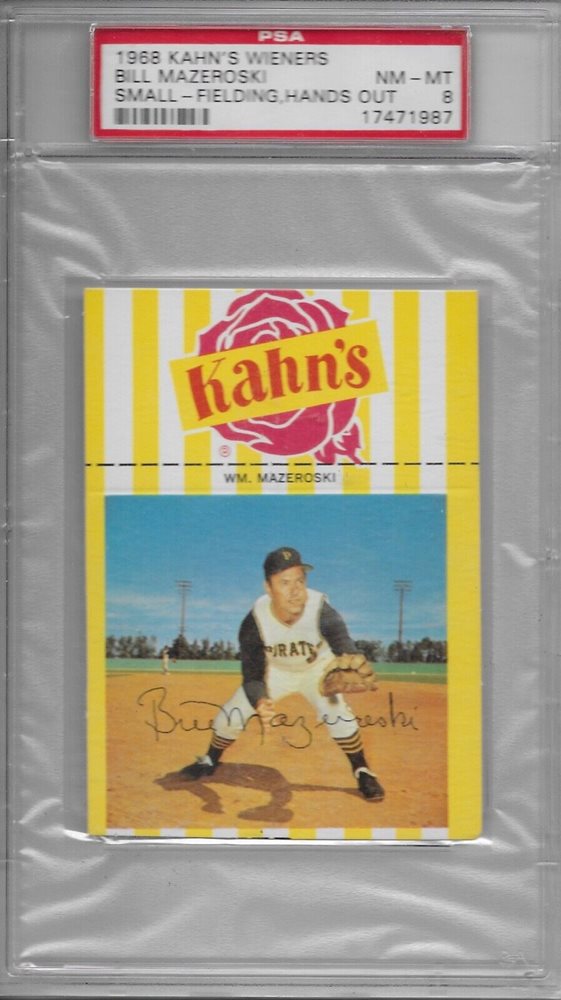 PSA
1968 KAHN'S WIENERS
BILL MAZEROSKI NM-MT
SMALL-FIELDING,HANDS OUT 8
17471987
Kahn's
®
WM. MAZEROSKI
P
PIRATES
Bill Mazeroski